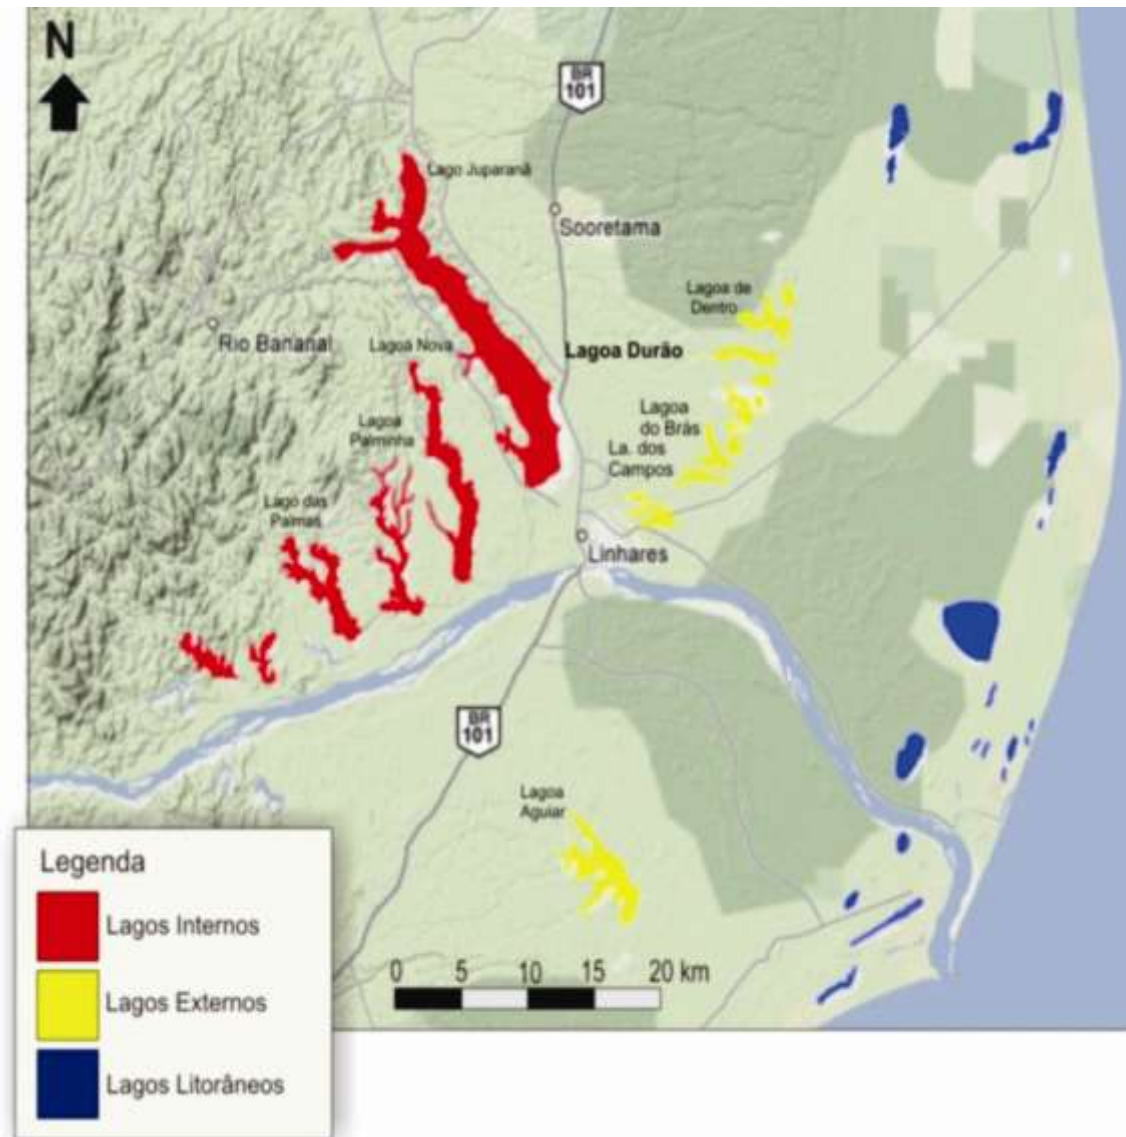 N
BR
101
Lago Juparanã
Sooretama
Lagoa de
Dentro
Rio Bananal
Lagoa Nova
Lagoa Durão
Lagoa
Palminha
Lagoa
do Brás
La. dos
Campos
Lago das
Palmas
Linhares
BR
101
Lagoa
Aguiar
Legenda
Lagos Internos
Lagos Externos
Lagos Litorâneos
0 5 10 15 20 km